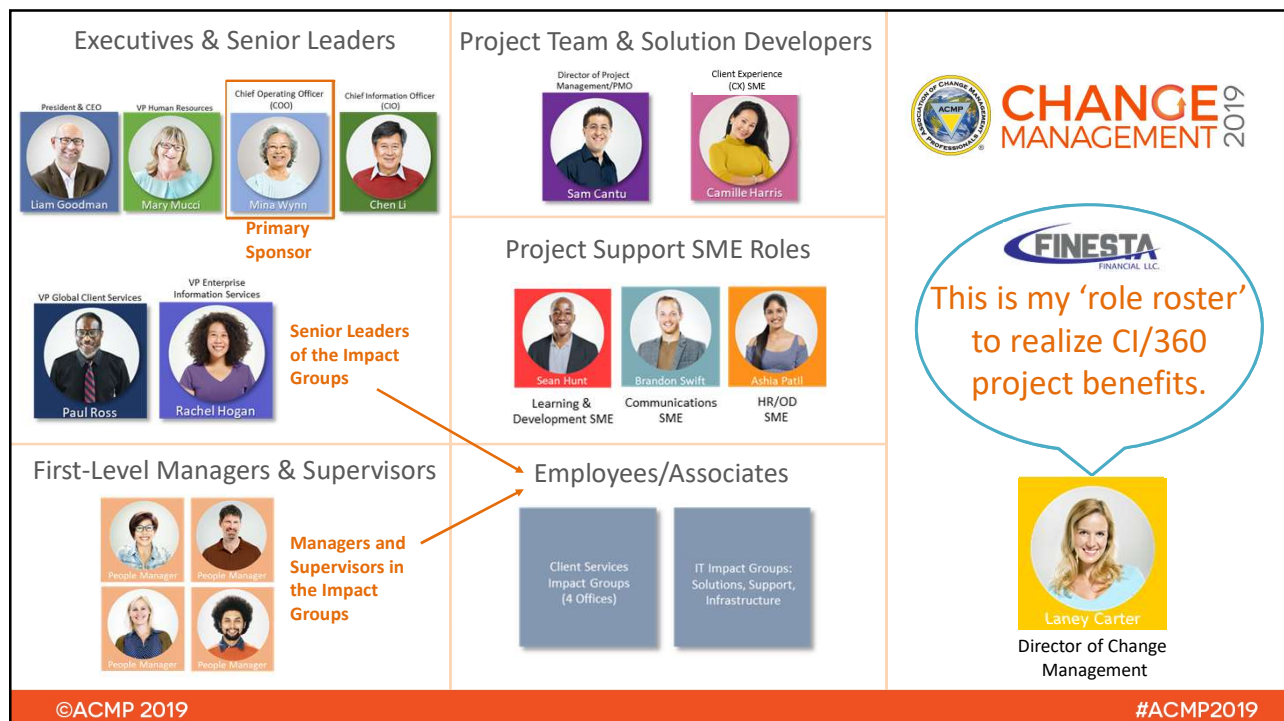 Executives & Senior Leaders
President & CEO
Liam Goodman
VP Human Resources
Mary Mucci
Chief Operating Officer
(COO)
Mina Wynn
Chief Information Officer
(CIO)
Chen Li
Primary
Sponsor
VP Global Client Services
Paul Ross
VP Enterprise
Information Services
Rachel Hogan
Senior Leaders
of the Impact
Groups
First-Level Managers & Supervisors
People Manager
People Manager
People Manager
People Manager
Managers and
Supervisors in
the Impact
Groups
Project Team & Solution Developers
Director of Project
Management/PMO
Sam Cantu
Client Experience
(CX) SME
Camille Harris
Project Support SME Roles
Sean Hunt
Learning &
Development SME
Brandon Swift
Communications
SME
Ashia Patil
HR/OD
SME
Employees/Associates
Client Services
Impact Groups
(4 Offices)
IT Impact Groups:
Solutions, Support,
Infrastructure
ASSOCIATION OF CHANGE MANAGEMENT PROFESSIONALS
ACMP
®
CHANGE
MANAGEMENT
2019
FINESTA
FINANCIAL LLC.
This is my ‘role roster’
to realize CI/360
project benefits.
Laney Carter
Director of Change
Management
©ACMP 2019
#ACMP2019